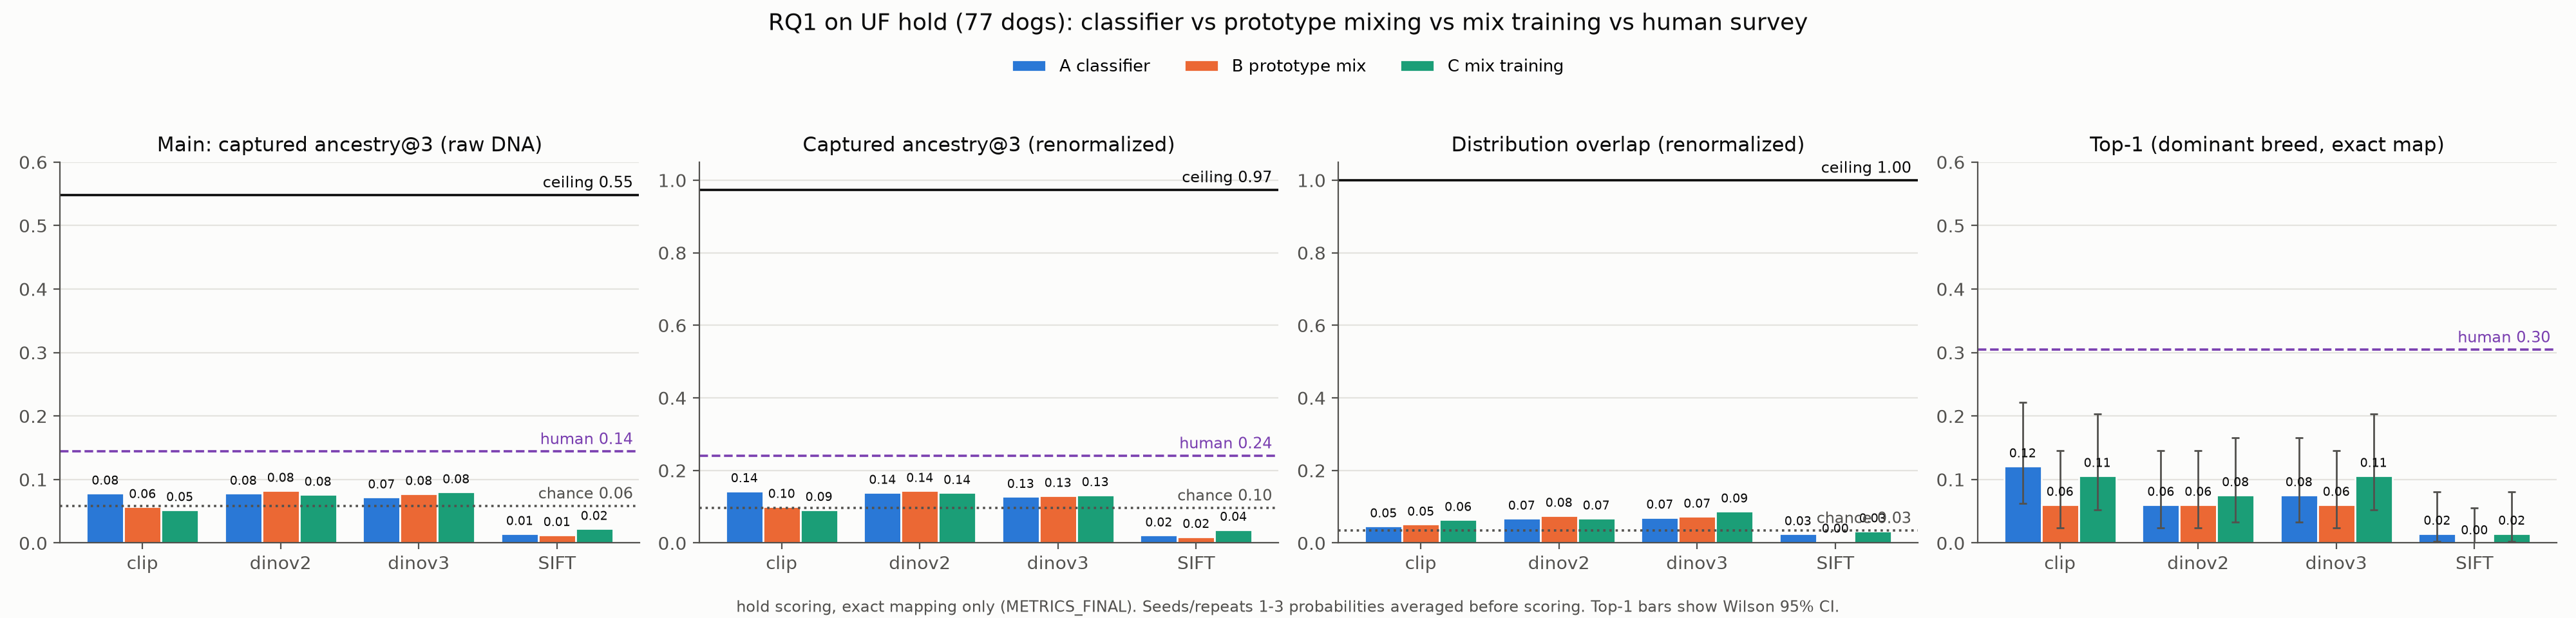 RQ1 on UF hold (77 dogs): classifier vs prototype mixing vs mix training vs human survey
A classifier B prototype mix C mix training
Main: captured ancestry@3 (raw DNA)
0.6
0.5
0.4
0.3
0.2
0.1
0.0
ceiling 0.55
human 0.14
chance 0.06
0.08 0.06 0.05
0.08 0.08 0.08
0.07 0.08 0.08
0.01 0.01 0.02
clip dinov2 dinov3 SIFT
Captured ancestry@3 (renormalized)
1.0
0.8
0.6
0.4
0.2
0.0
ceiling 0.97
human 0.24
chance 0.10
0.14 0.10 0.09
0.14 0.14 0.14
0.13 0.13 0.13
0.02 0.02 0.04
clip dinov2 dinov3 SIFT
Distribution overlap (renormalized)
1.0
0.8
0.6
0.4
0.2
0.0
ceiling 1.00
chance 0.03
0.05 0.05 0.06
0.07 0.08 0.07
0.07 0.07 0.09
0.03 0.00 0.03
clip dinov2 dinov3 SIFT
Top-1 (dominant breed, exact map)
0.6
0.5
0.4
0.3
0.2
0.1
0.0
human 0.30
0.12 0.06 0.11
0.06 0.06 0.08
0.08 0.06 0.11
0.02 0.00 0.02
clip dinov2 dinov3 SIFT
hold scoring, exact mapping only (METRICS_FINAL). Seeds/repeats 1-3 probabilities averaged before scoring. Top-1 bars show Wilson 95% CI.